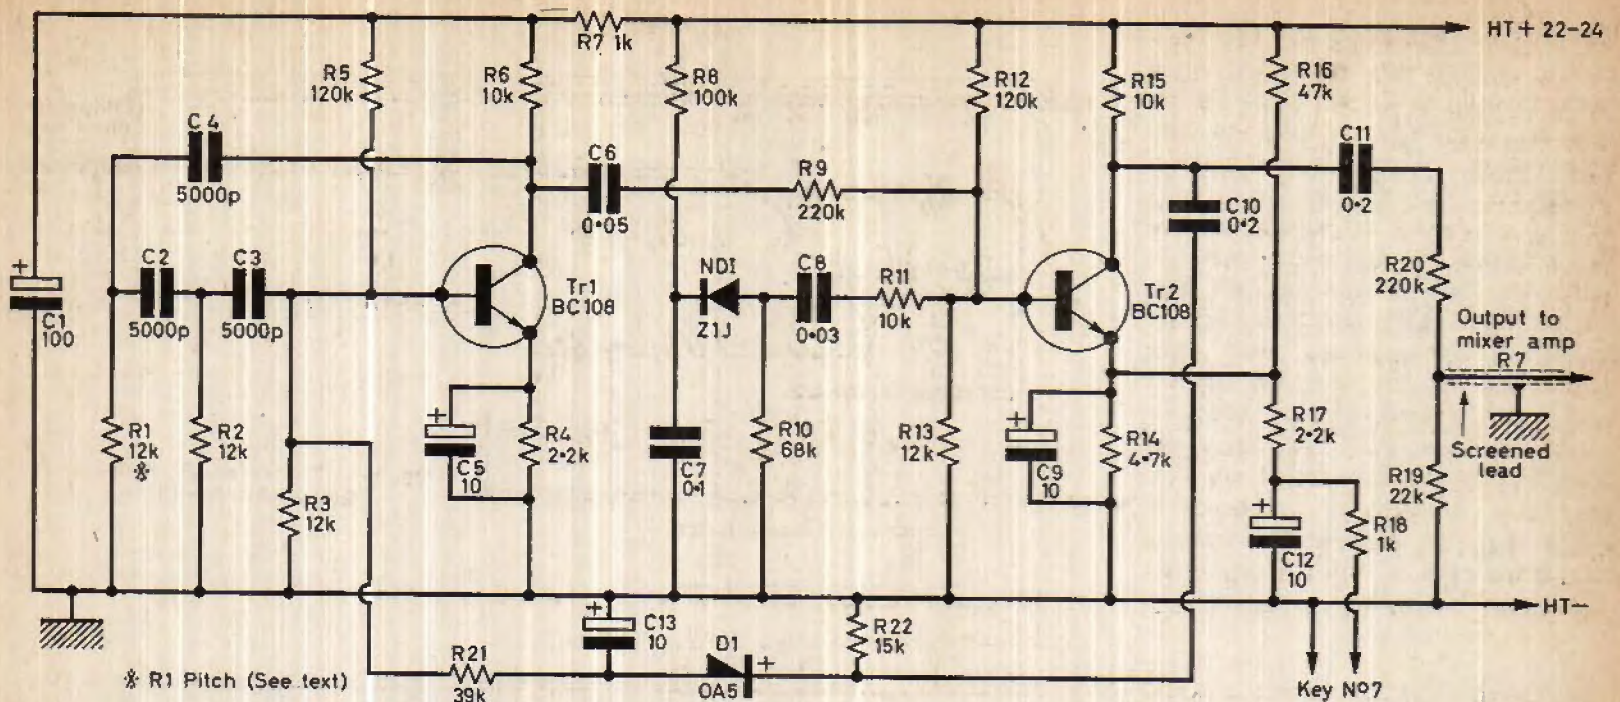 HT+ 22-24
R7 1k
R5
120k
R6
10k
R8
100k
R12
120k
R15
10k
R16
47k
C4
5000p
C6
0·05
R9
220k
C11
0·2
C10
0·2
+
C1
100
C2
5000p
C3
5000p
Tr1
BC108
ND1
Z1J
C8
0·03
R11
10k
Tr2
BC108
R20
220k
Output to
mixer amp
R7
Screened
lead
R1
12k
※
R2
12k
R3
12k
+
C5
10
R4
2·2k
C7
0·1
R10
68k
R13
12k
+
C9
10
R14
4·7k
R17
2·2k
+
C12
10
R18
1k
R19
22k
HT−
+
C13
10
R22
15k
R21
39k
D1
+
OA5
※ R1 Pitch (See text)
Key Nº7